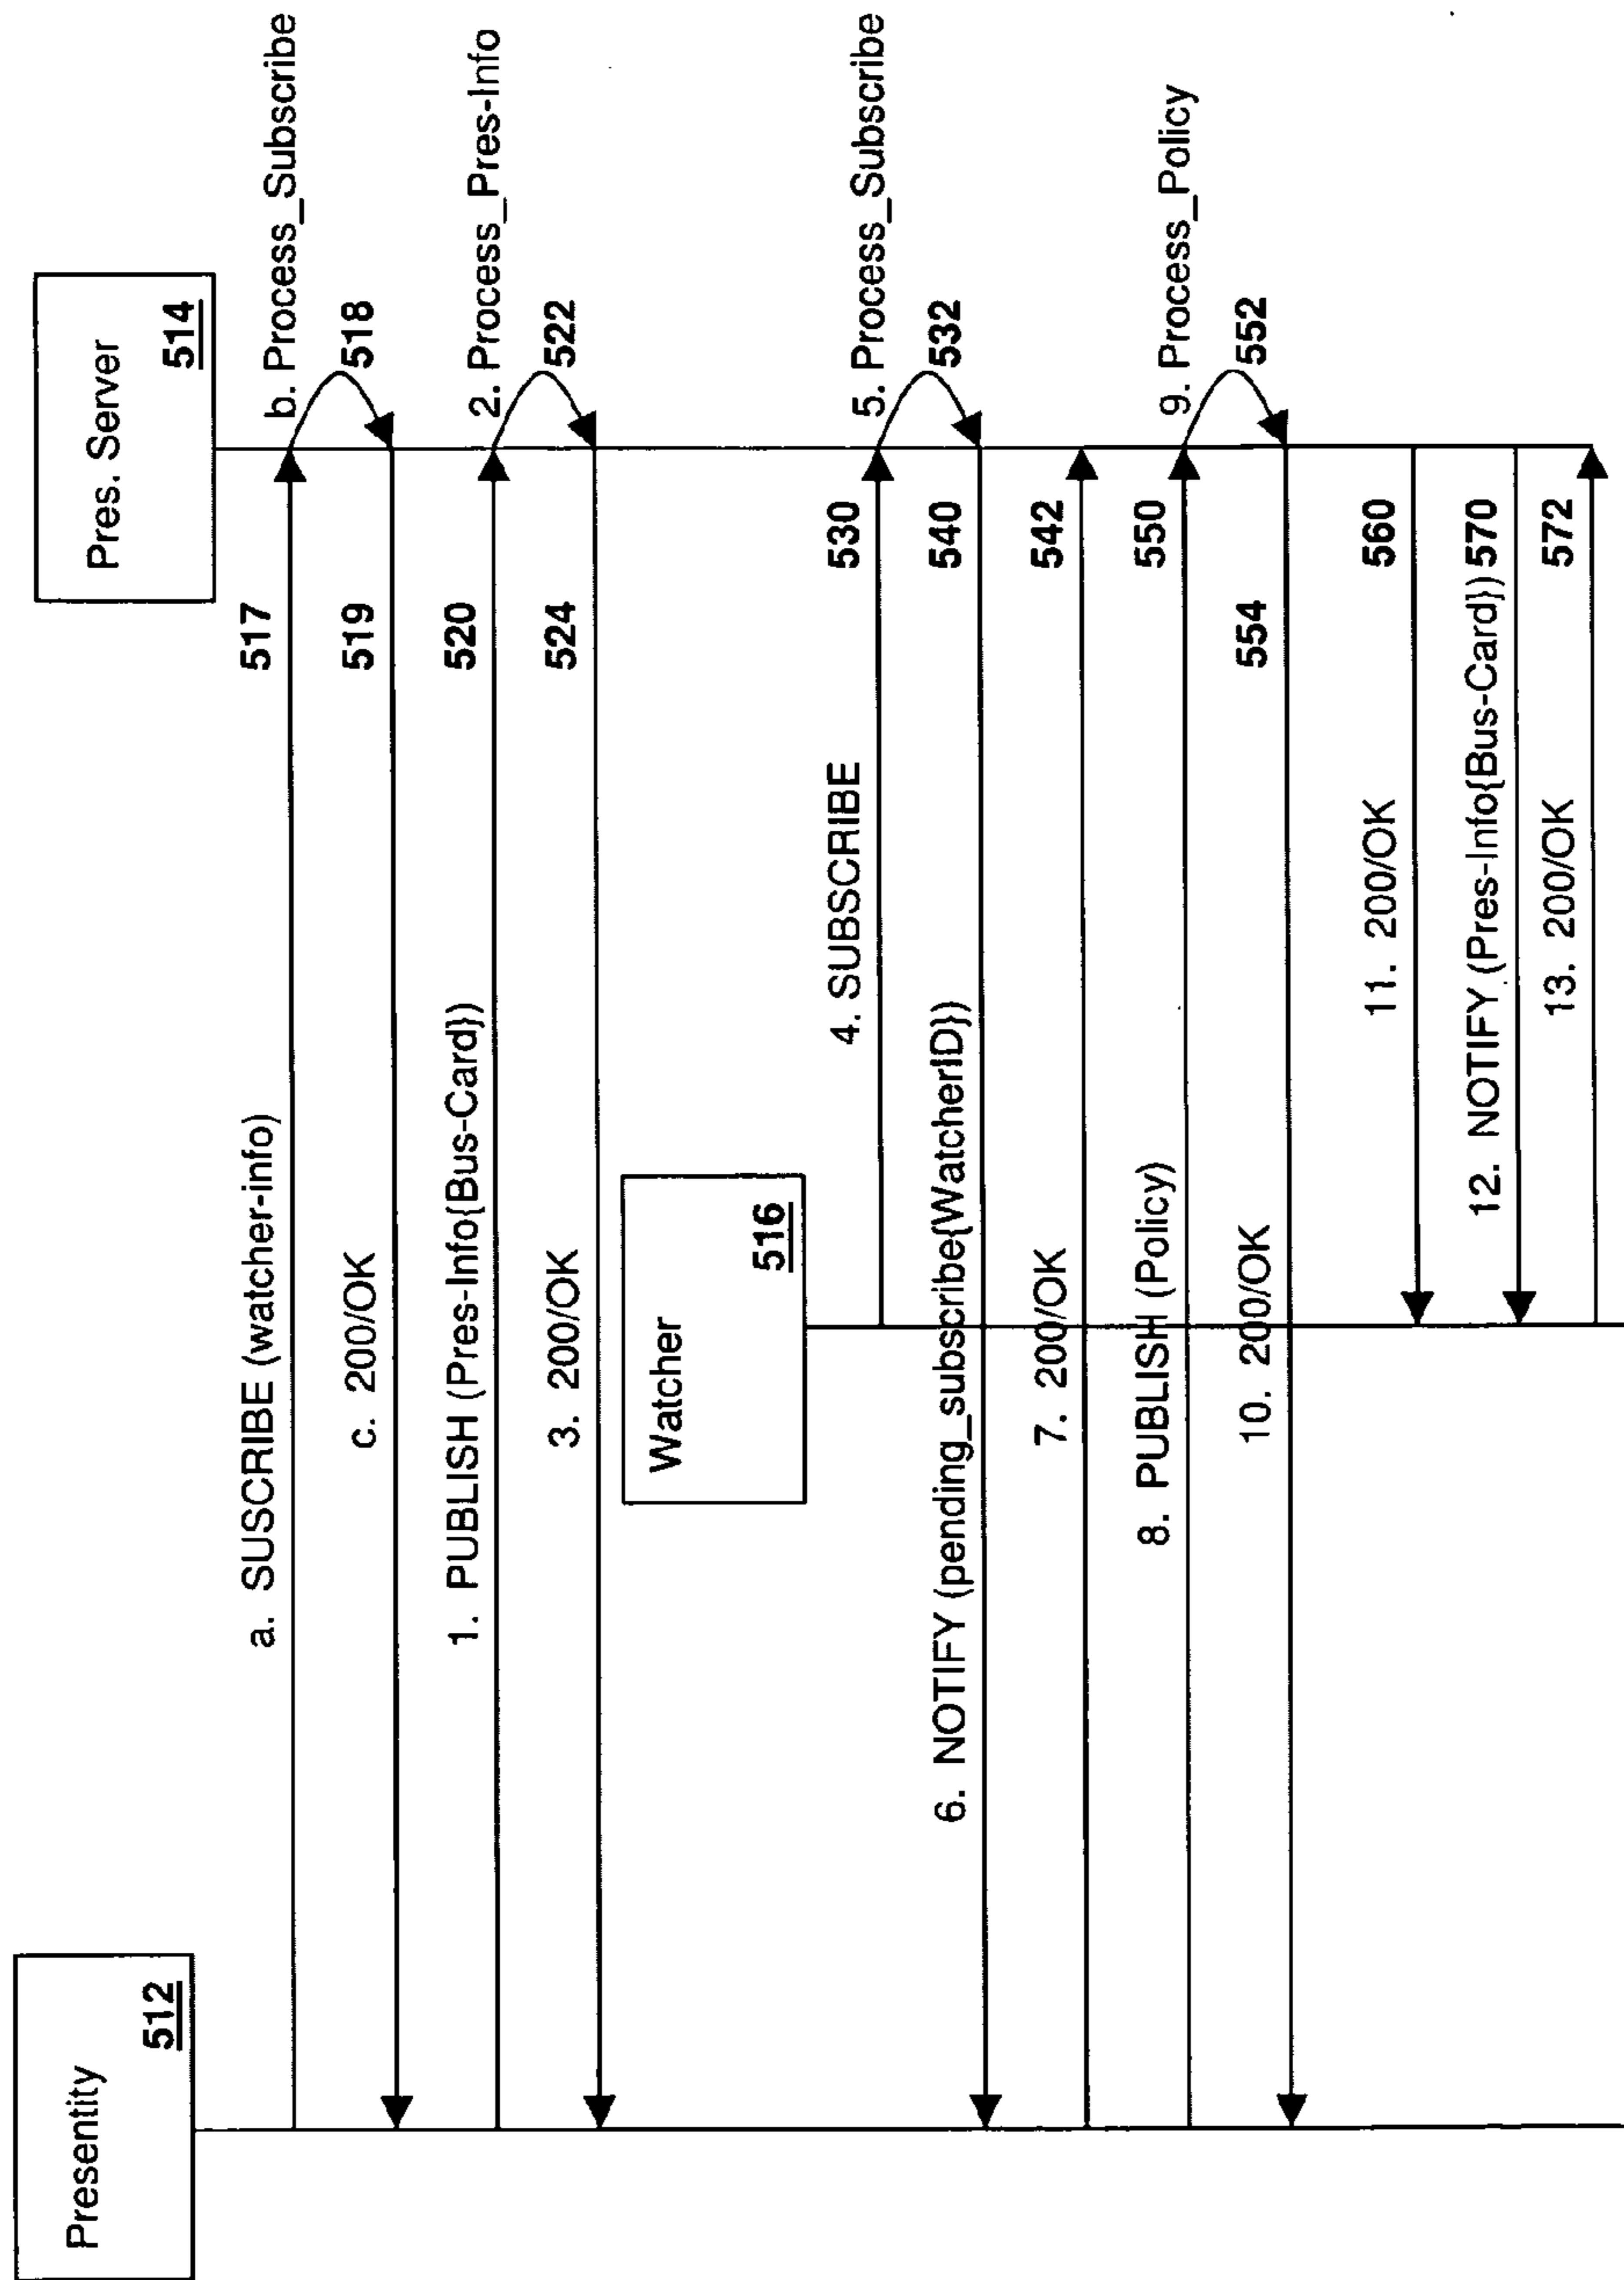 Presentity
512
Pres. Server
514
a. SUSCRIBE (watcher-info)
517
b. Process_Subscribe
518
c. 200/OK
519
1. PUBLISH (Pres-Info{Bus-Card})
520
2. Process_Pres-Info
522
3. 200/OK
524
Watcher
516
4. SUBSCRIBE
530
5. Process_Subscribe
532
6. NOTIFY (pending_subscribe{WatcherID})
540
7. 200/OK
542
8. PUBLISH (Policy)
550
9. Process_Policy
552
10. 200/OK
554
11. 200/OK
560
12. NOTIFY (Pres-Info{Bus-Card})
570
13. 200/OK
572